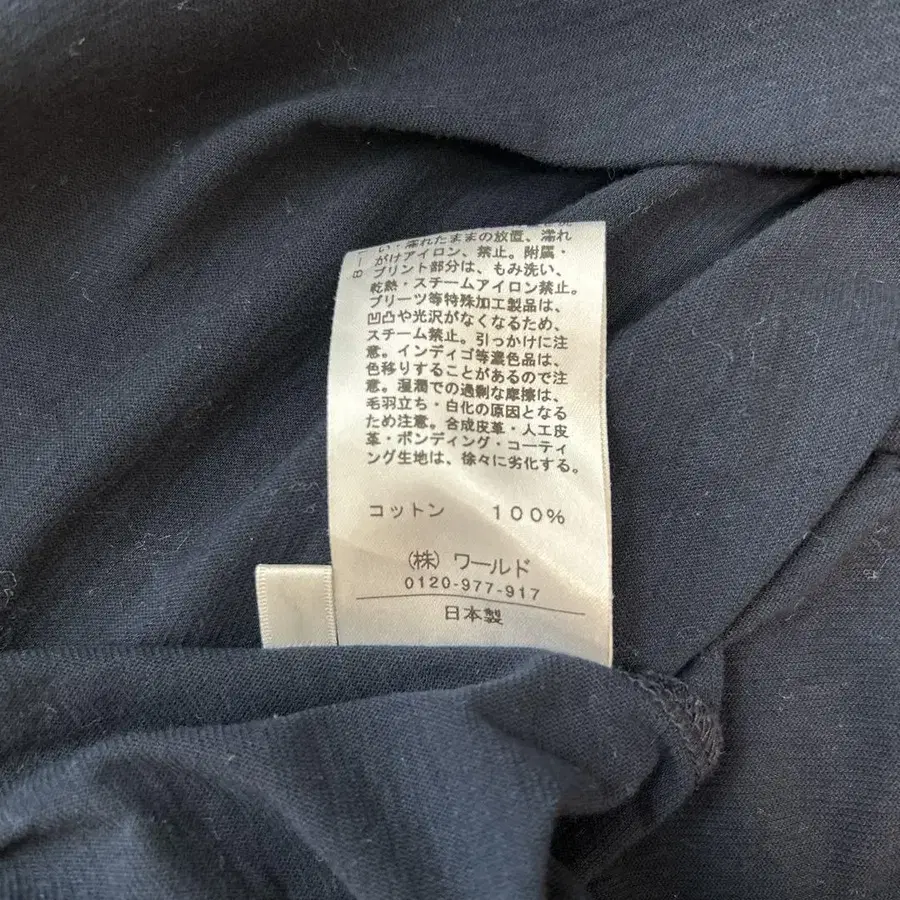 い・濡れたままの放置、濡れ
がけアイロン、禁止。附属・
プリント部分は、もみ洗い、
乾熱・スチームアイロン禁止。
プリーツ等特殊加工製品は、
凹凸や光沢がなくなるため、
スチーム禁止。引っかけに注
意。インディゴ等濃色品は、
色移りすることがあるので注
意。湿潤での過剰な摩擦は、
毛羽立ち・白化の原因となる
ため注意。合成皮革・人工皮
革・ボンディング・コーティ
ング生地は、徐々に劣化する。
コットン 100%
(株)ワールド
0120-977-917
日本製